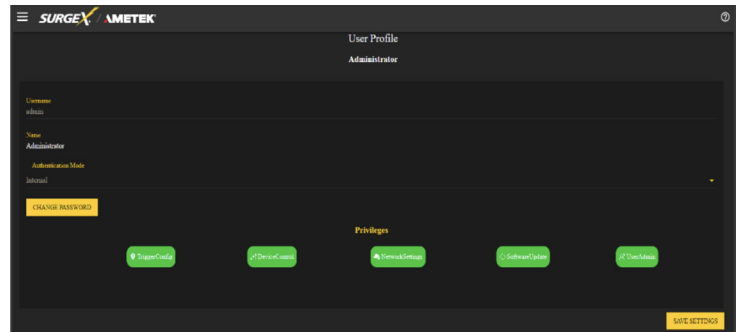 SURGEX AMETEK
User Profile
Administrator
Username
admin
Name
Administrator
Authentication Mode
Internal
CHANGE PASSWORD
Privileges
TriggerConfig DeviceControl NetworkSettings SoftwareUpdate UserAdmin
SAVE SETTINGS